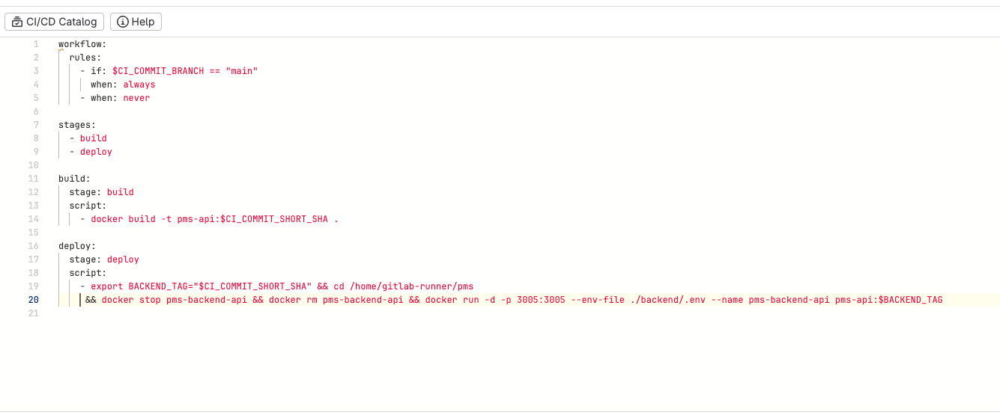 CI/CD Catalog Help
1 workflow:
2 rules:
3 - if: $CI_COMMIT_BRANCH == "main"
4 when: always
5 - when: never
6
7 stages:
8 - build
9 - deploy
10
11 build:
12 stage: build
13 script:
14 - docker build -t pms-api:$CI_COMMIT_SHORT_SHA .
15
16 deploy:
17 stage: deploy
18 script:
19 - export BACKEND_TAG="$CI_COMMIT_SHORT_SHA" && cd /home/gitlab-runner/pms
20 && docker stop pms-backend-api && docker rm pms-backend-api && docker run -d -p 3005:3005 --env-file ./backend/.env --name pms-backend-api pms-api:$BACKEND_TAG
21